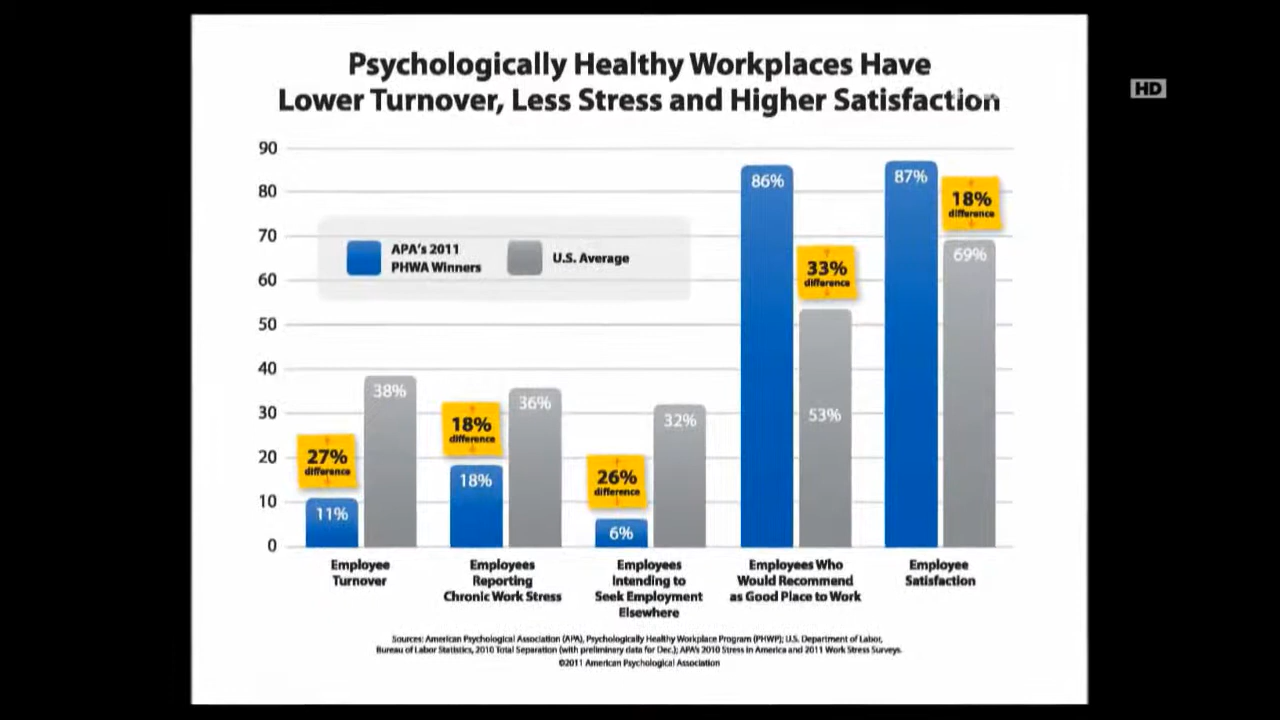 Psychologically Healthy Workplaces Have
Lower Turnover, Less Stress and Higher Satisfaction
HD
90
80
70
60
50
40
30
20
10
0
APA's 2011
PHWA Winners
U.S. Average
27%
difference
11%
38%
18%
difference
18%
36%
26%
difference
6%
32%
86%
33%
difference
53%
87%
18%
difference
69%
Employee
Turnover
Employees
Reporting
Chronic Work Stress
Employees
Intending to
Seek Employment
Elsewhere
Employees Who
Would Recommend
as Good Place to Work
Employee
Satisfaction
Sources: American Psychological Association (APA), Psychologically Healthy Workplace Program (PHWP); U.S. Department of Labor,
Bureau of Labor Statistics, 2010 Total Separation (with preliminary data for Dec.); APA's 2010 Stress in America and 2011 Work Stress Surveys.
©2011 American Psychological Association